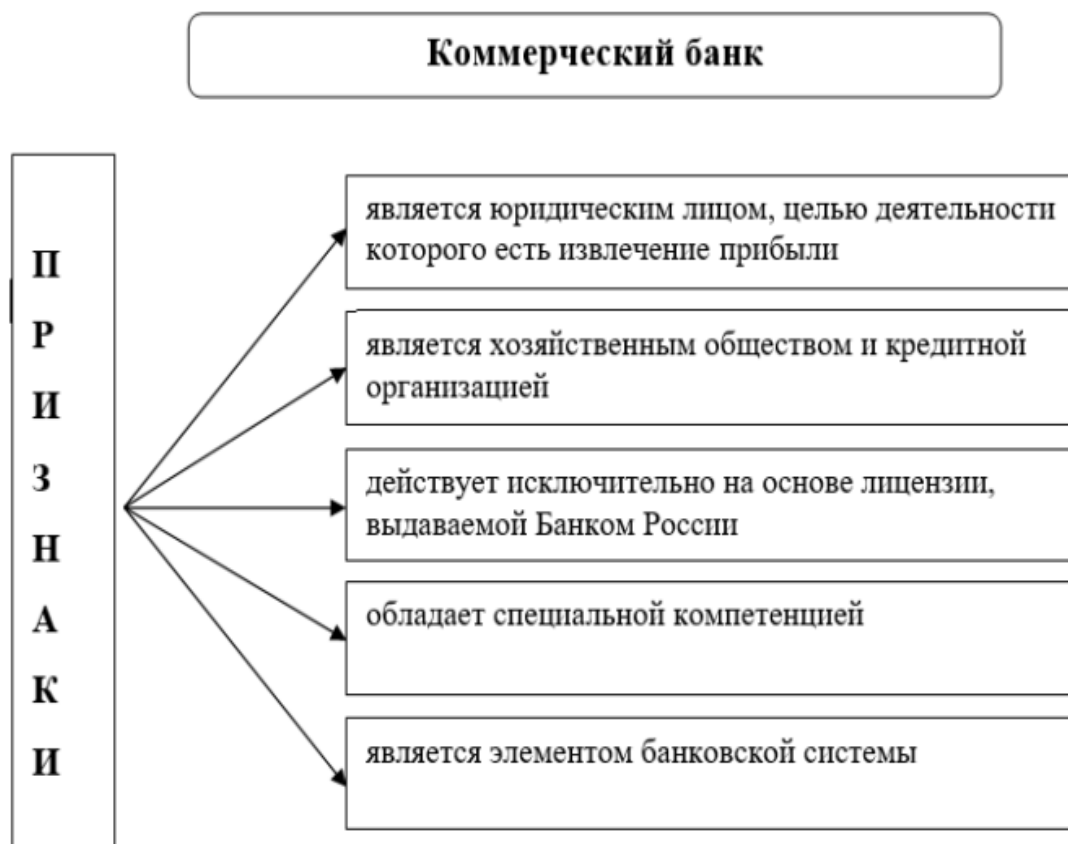 Коммерческий банк
П
Р
И
З
Н
А
К
И
является юридическим лицом, целью деятельности
которого есть извлечение прибыли
является хозяйственным обществом и кредитной
организацией
действует исключительно на основе лицензии,
выдаваемой Банком России
обладает специальной компетенцией
является элементом банковской системы